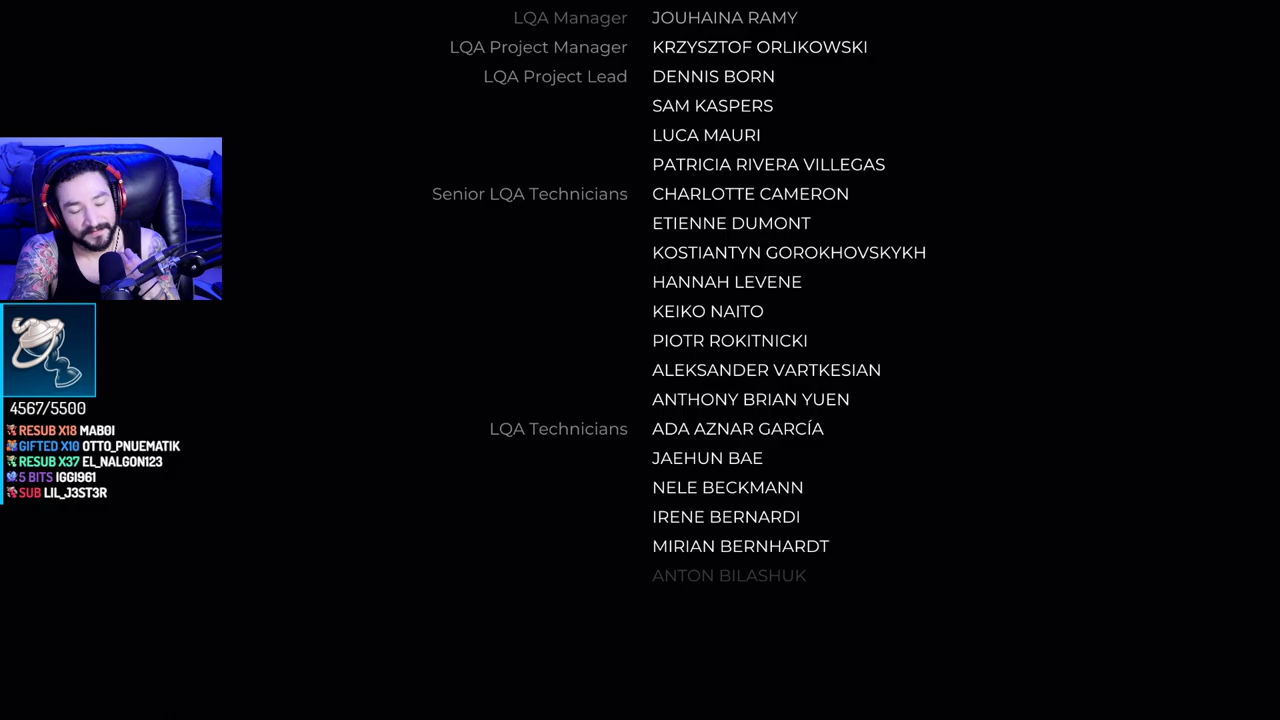 LQA Manager JOUHAINA RAMY
LQA Project Manager KRZYSZTOF ORLIKOWSKI
LQA Project Lead DENNIS BORN
SAM KASPERS
LUCA MAURI
PATRICIA RIVERA VILLEGAS
Senior LQA Technicians CHARLOTTE CAMERON
ETIENNE DUMONT
KOSTIANTYN GOROKHOVSKYKH
HANNAH LEVENE
KEIKO NAITO
PIOTR ROKITNICKI
ALEKSANDER VARTKESIAN
ANTHONY BRIAN YUEN
LQA Technicians ADA AZNAR GARCÍA
JAEHUN BAE
NELE BECKMANN
IRENE BERNARDI
MIRIAN BERNHARDT
ANTON BILASHUK
4567/5500
RESUB X18 MABGI
GIFTED X10 OTTO_PNUEMATIK
RESUB X37 EL_NALGON123
5 BITS IGGI961
SUB LIL_J3ST3R